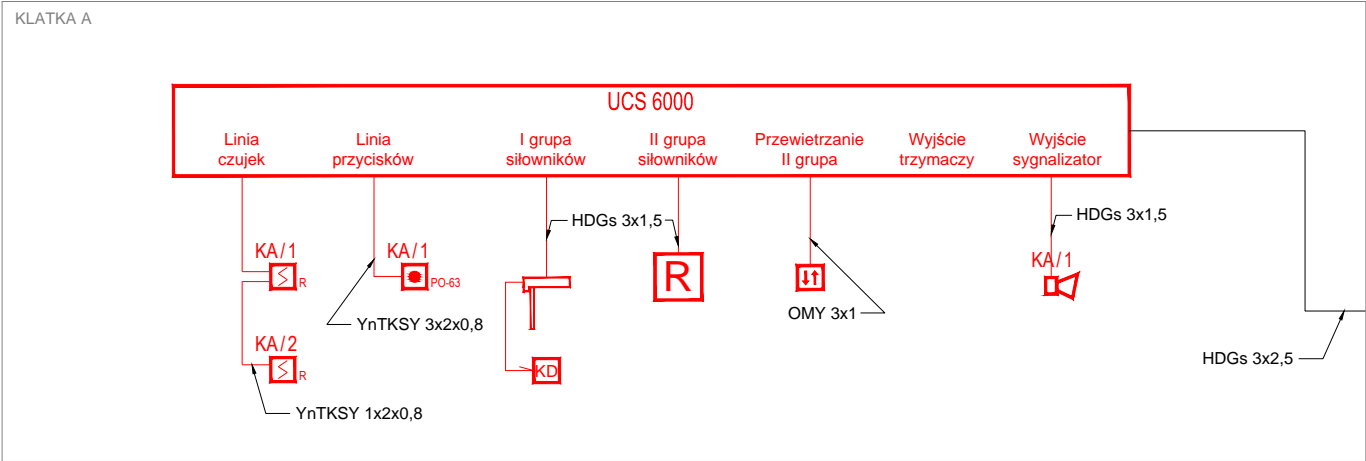 KLATKA A
UCS 6000
Linia
czujek
Linia
przycisków
I grupa
siłowników
II grupa
siłowników
Przewietrzanie
II grupa
Wyjście
trzymaczy
Wyjście
sygnalizator
HDGs 3x1,5
HDGs 3x1,5
KA/1
R
KA/1
PO-63
R
KA/1
YnTKSY 3x2x0,8
OMY 3x1
KA/2
R
KD
HDGs 3x2,5
YnTKSY 1x2x0,8